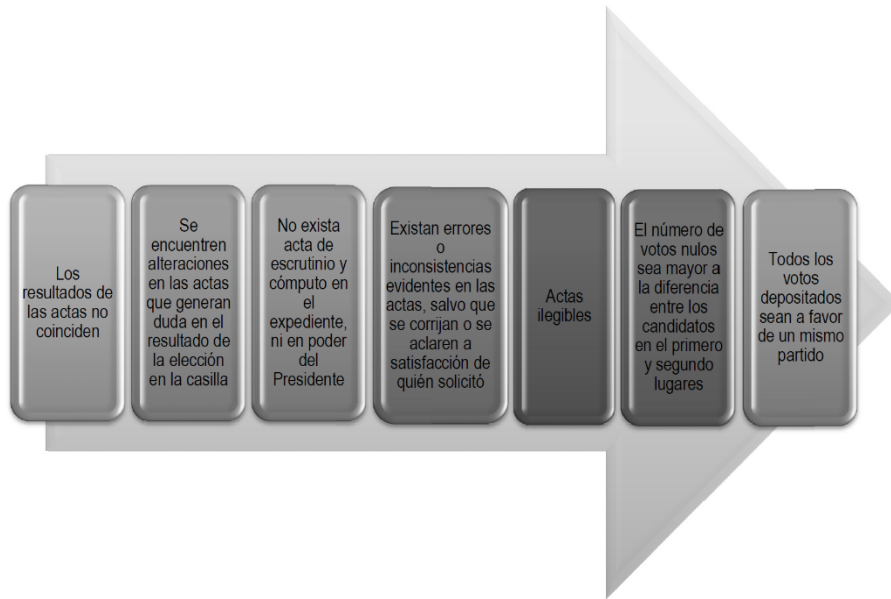 Los
resultados de
las actas no
coinciden
Se
encuentren
alteraciones
en las actas
que generan
duda en el
resultado de
la elección
en la casilla
No exista
acta de
escrutinio y
cómputo en
el
expediente,
ni en poder
del
Presidente
Existan errores
o
inconsistencias
evidentes en las
actas, salvo que
se corrijan o se
aclaren a
satisfacción de
quién solicitó
Actas
ilegibles
El número de
votos nulos
sea mayor a
la diferencia
entre los
candidatos
en el primero
y segundo
lugares
Todos los
votos
depositados
sean a favor
de un mismo
partido